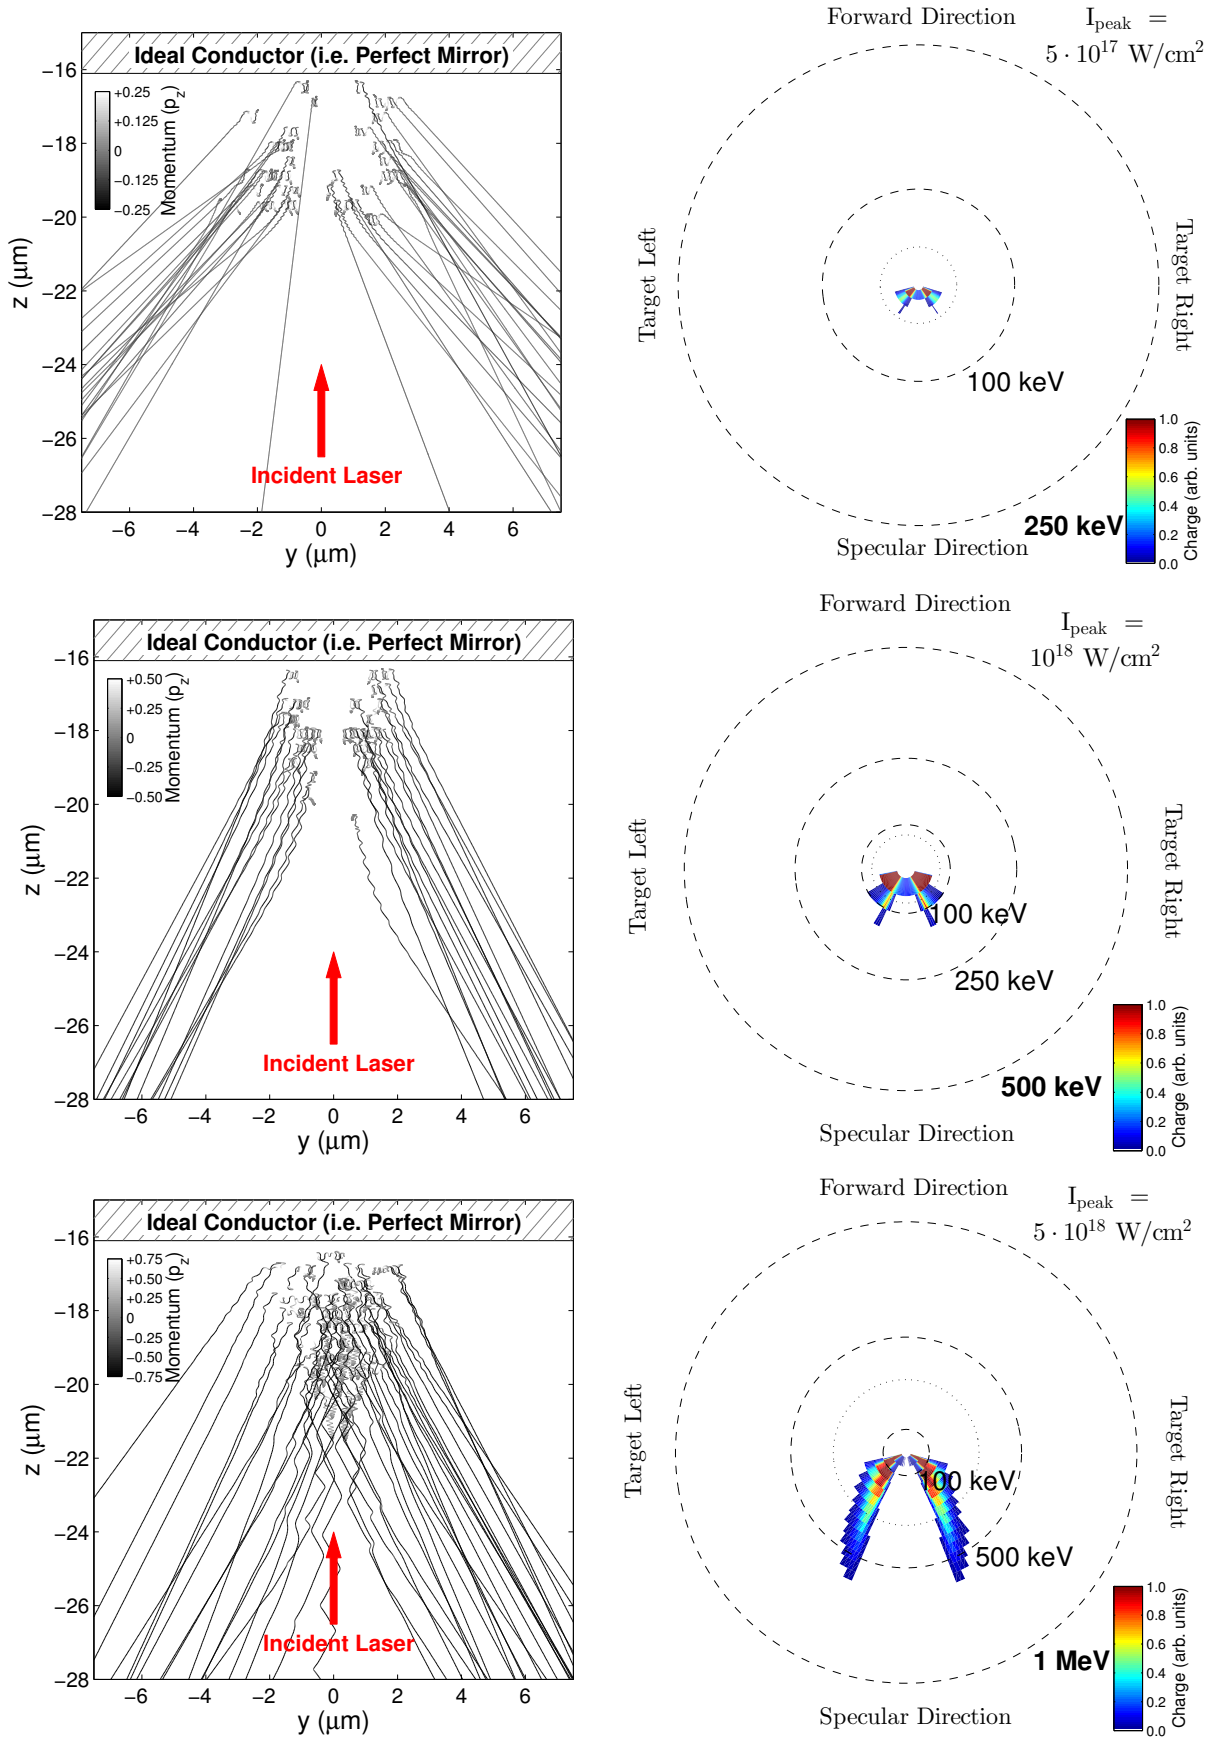 Ideal Conductor (i.e. Perfect Mirror)
+0.25
+0.125
0
−0.125
−0.25
Momentum (p_z)
−16
−18
−20
−22
−24
−26
−28
z (μm)
Incident Laser
−6
−4
−2
0
2
4
6
y (μm)
Forward Direction
I_peak =
5 · 10^17 W/cm²
Target Left
Target Right
100 keV
250 keV
Specular Direction
1.0
0.8
0.6
0.4
0.2
0.0
Charge (arb. units)
Ideal Conductor (i.e. Perfect Mirror)
+0.50
+0.25
0
−0.25
−0.50
Momentum (p_z)
−16
−18
−20
−22
−24
−26
−28
z (μm)
Incident Laser
−6
−4
−2
0
2
4
6
y (μm)
Forward Direction
I_peak =
10^18 W/cm²
Target Left
Target Right
100 keV
250 keV
500 keV
Specular Direction
1.0
0.8
0.6
0.4
0.2
0.0
Charge (arb. units)
Ideal Conductor (i.e. Perfect Mirror)
+0.75
+0.50
+0.25
0
−0.25
−0.50
−0.75
Momentum (p_z)
−16
−18
−20
−22
−24
−26
−28
z (μm)
Incident Laser
−6
−4
−2
0
2
4
6
y (μm)
Forward Direction
I_peak =
5 · 10^18 W/cm²
Target Left
Target Right
100 keV
500 keV
1 MeV
Specular Direction
1.0
0.8
0.6
0.4
0.2
0.0
Charge (arb. units)